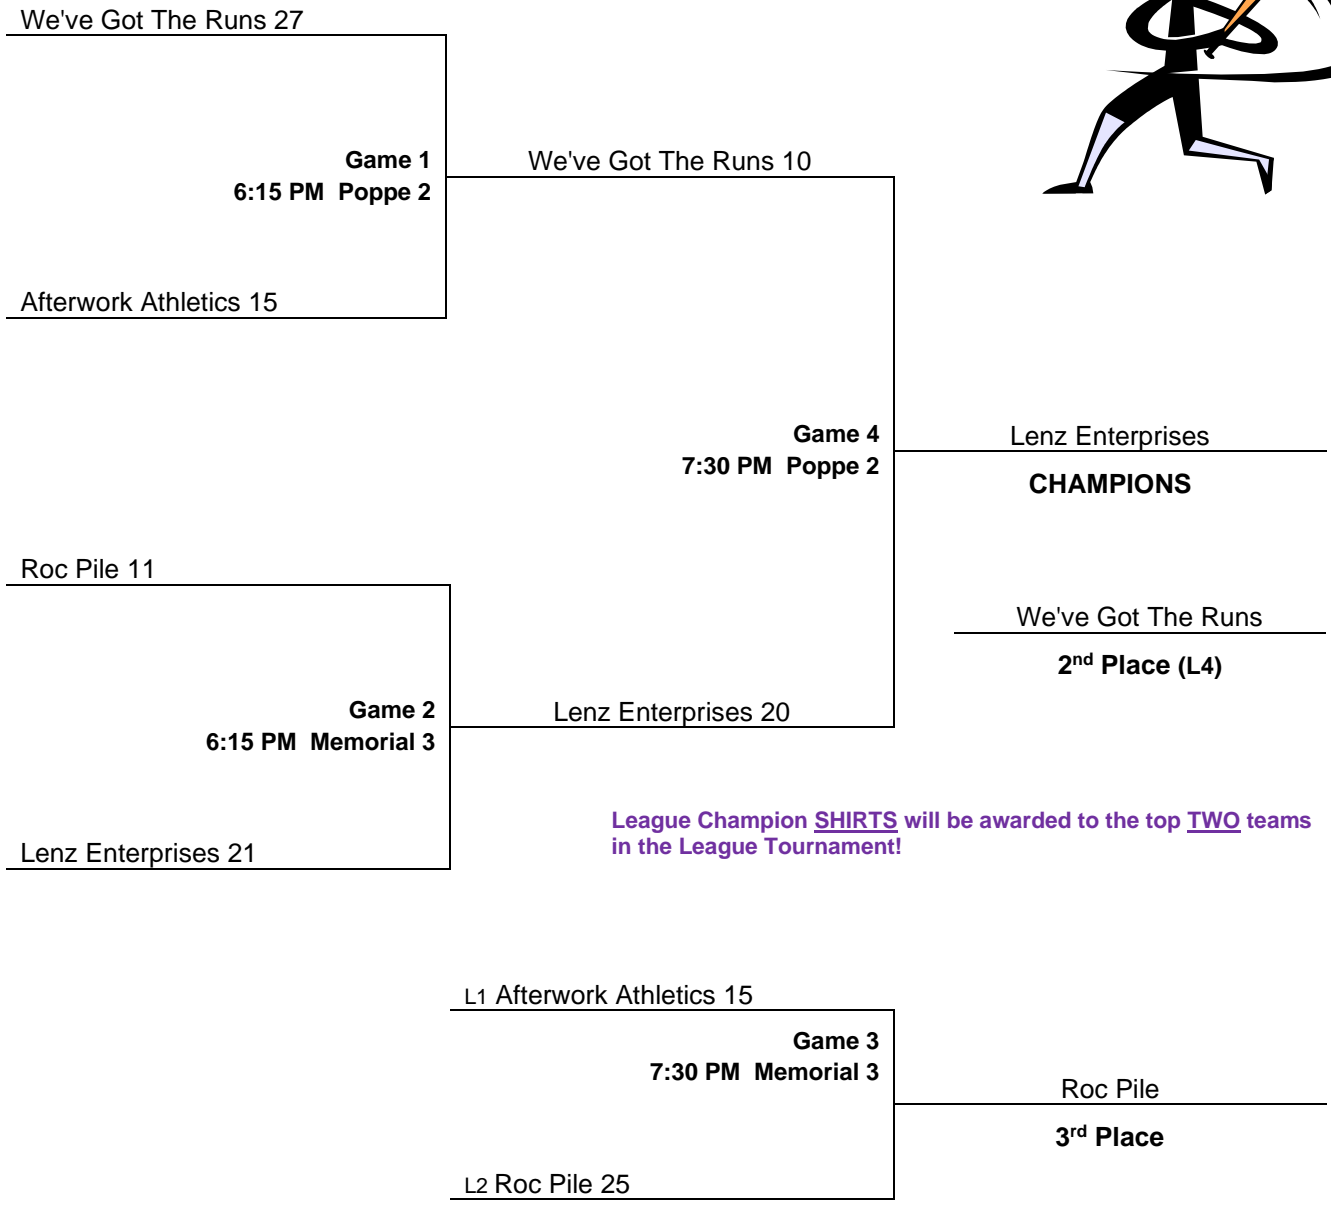 We've Got The Runs 27
Game 1
6:15 PM Poppe 2
We've Got The Runs 10
Afterwork Athletics 15
Game 4
7:30 PM Poppe 2
Lenz Enterprises
CHAMPIONS
Roc Pile 11
We've Got The Runs
2nd Place (L4)
Game 2
6:15 PM Memorial 3
Lenz Enterprises 20
League Champion SHIRTS will be awarded to the top TWO teams
in the League Tournament!
Lenz Enterprises 21
L1 Afterwork Athletics 15
Game 3
7:30 PM Memorial 3
Roc Pile
3rd Place
L2 Roc Pile 25